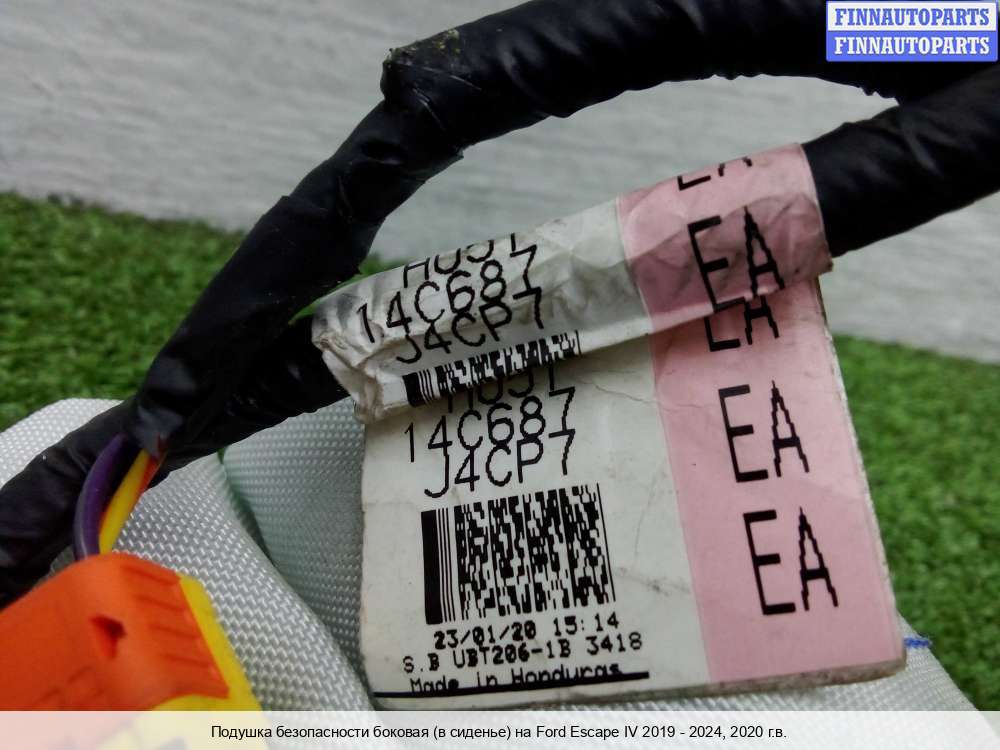 FINNAUTOPARTS
FINNAUTOPARTS
EA
14C687
J4CP7
EA
14C687
J4CP7
EA
EA
23/01/20 15:14
S.B UBT206-1B 3418
Made in Honduras
Подушка безопасности боковая (в сиденье) на Ford Escape IV 2019 - 2024, 2020 г.в.